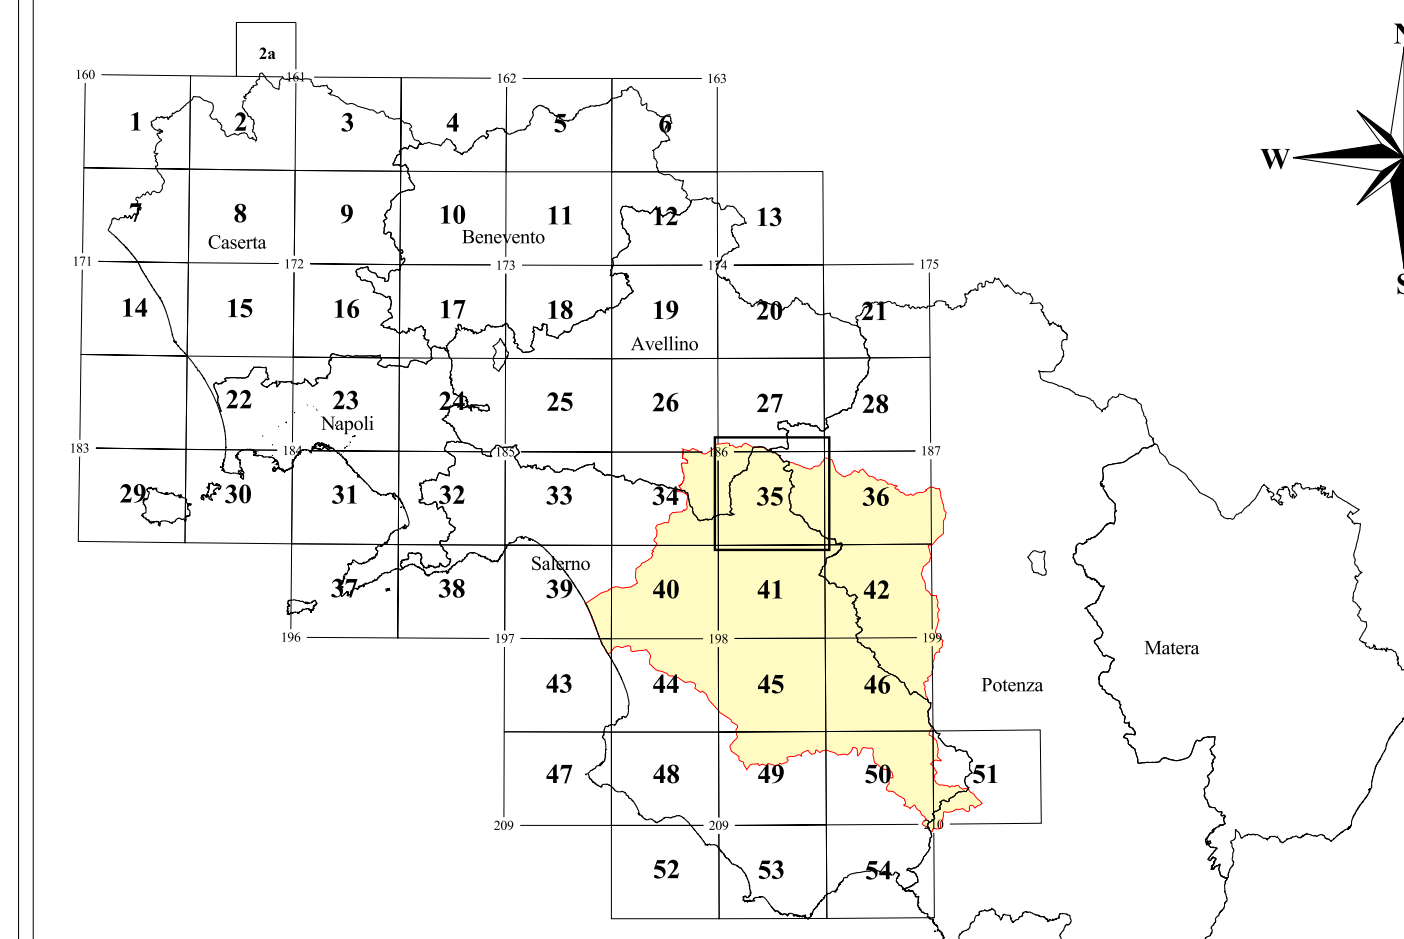 2a
160 161 162 163
N
1 2 3 4 5 6
W
7 8 9 10 11 12 13
Caserta Benevento
171 172 173 174 175
S
14 15 16 17 18 19 20 21
Avellino
22 23 24 25 26 27 28
Napoli
183 184 185 186 187
29 30 31 32 33 34 35 36
Salerno
37 38 39 40 41 42
196 197 198 199
Matera
43 44 45 46 Potenza
47 48 49 50 51
209 209 210
52 53 54